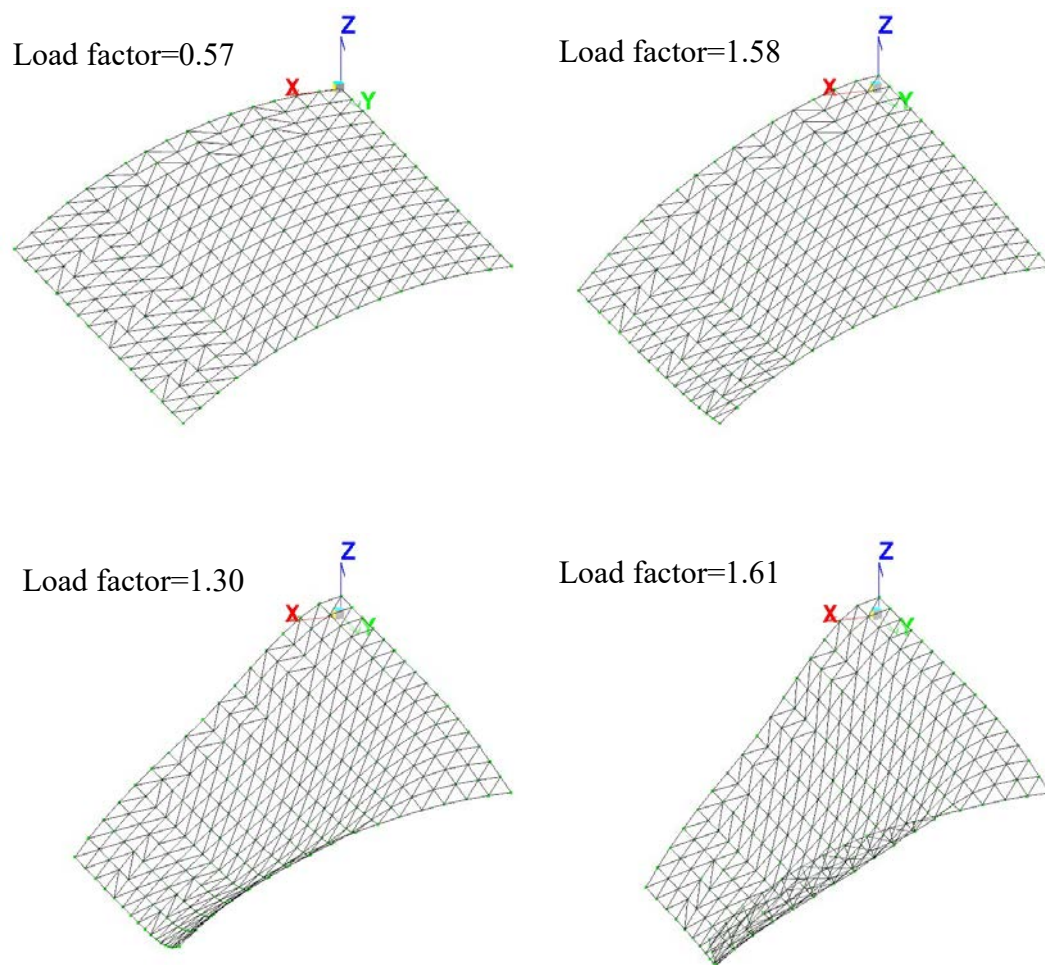 Load factor=0.57
Z
X
Y
Load factor=1.58
Z
X
Y
Load factor=1.30
Z
X
Y
Load factor=1.61
Z
X
Y